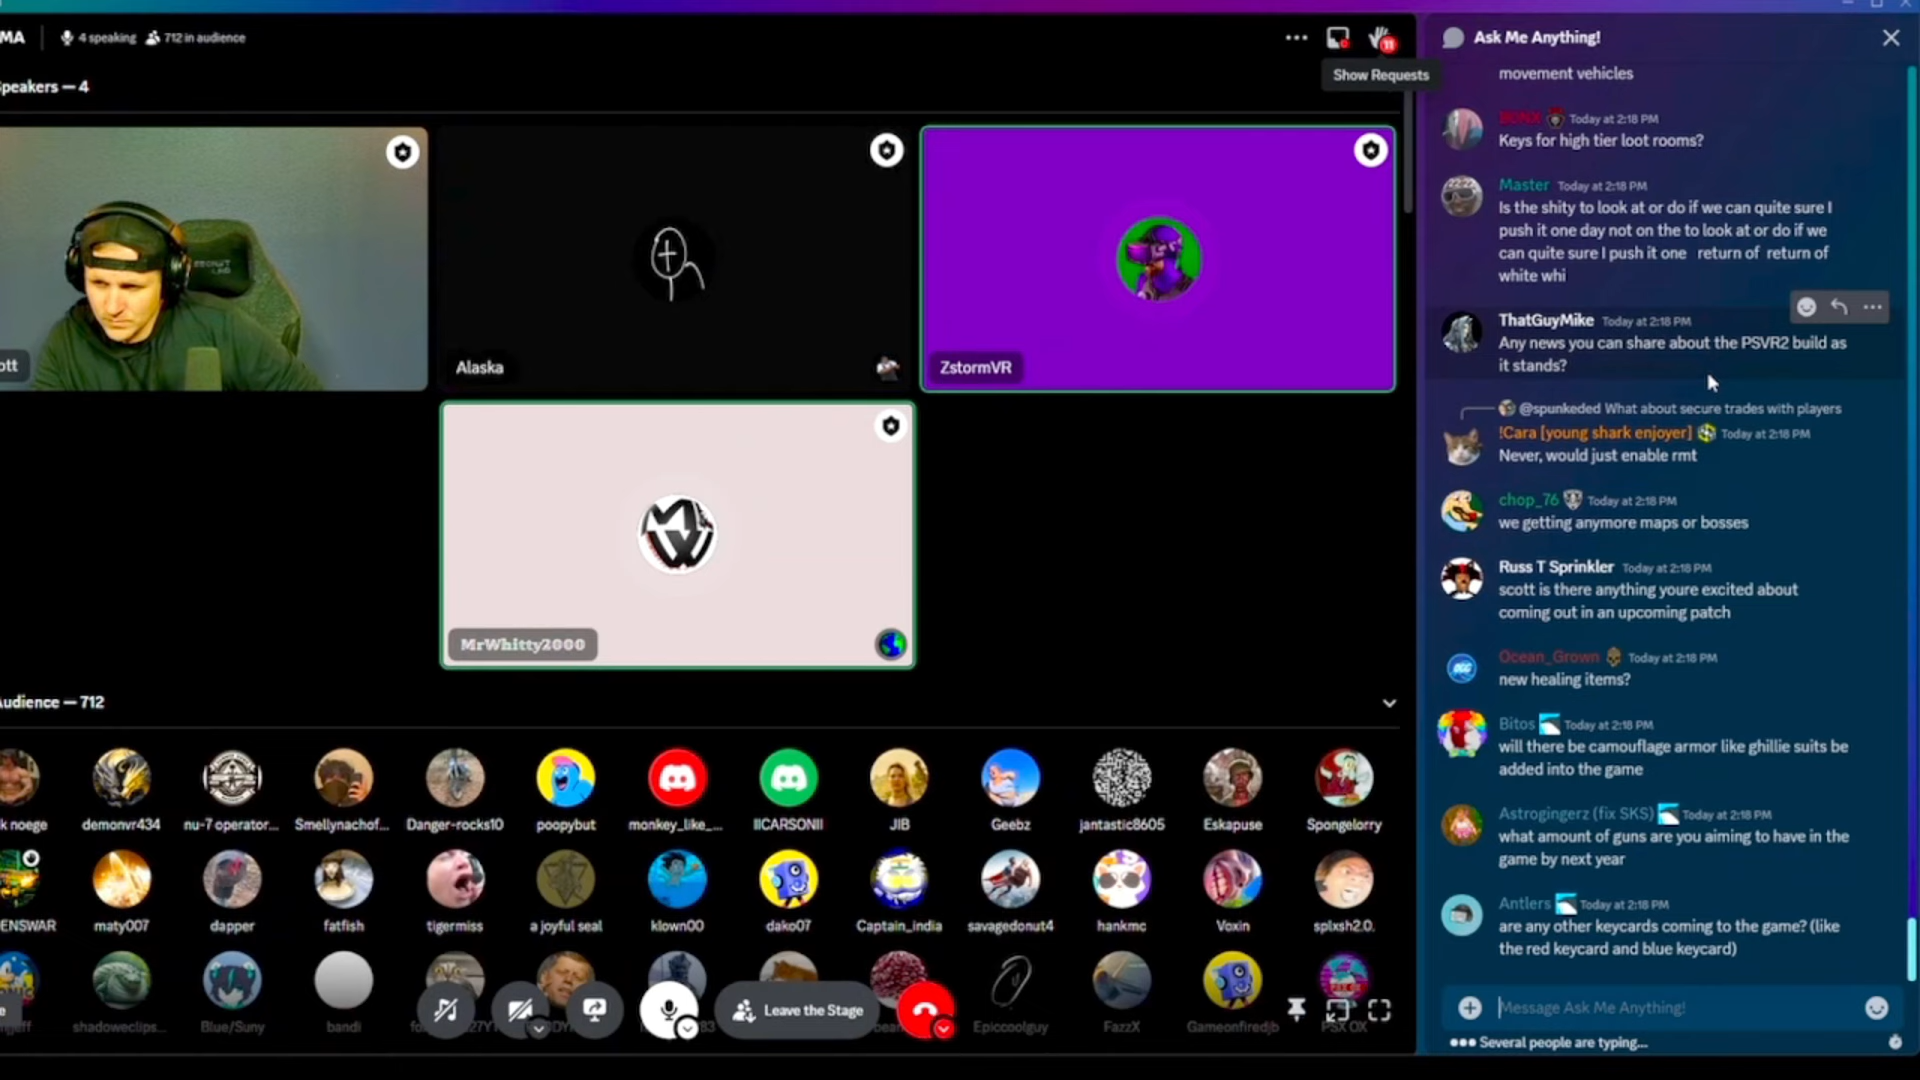 MA
4 speaking
712 in audience
Show Requests
peakers — 4
ott
Alaska
ZstormVR
MrWhitty2000
Audience — 712
k noege
demonvr434
nu-7 operator...
Smellynachof...
Danger-rocks10
poopybut
monkey_like_...
IICARSONII
JIB
Geebz
jantastic8605
Eskapuse
Spongelorry
ENSWAR
maty007
dapper
fatfish
tigermiss
a joyful seal
klown00
dako07
Captain_india
savagedonut4
hankmc
Voxin
splxsh2.0.
shadoweclips...
Blue/Suny
bandi
Epiccoolguy
FazzX
Gameonfiredjb
PSX OX
Leave the Stage
Ask Me Anything!
movement vehicles
Today at 2:18 PM
Keys for high tier loot rooms?
Master Today at 2:18 PM
Is the shity to look at or do if we can quite sure I
push it one day not on the to look at or do if we
can quite sure I push it one return of return of
white whi
ThatGuyMike Today at 2:18 PM
Any news you can share about the PSVR2 build as
it stands?
@spunkeded What about secure trades with players
!Cara [young shark enjoyer] Today at 2:18 PM
Never, would just enable rmt
chop_76 Today at 2:18 PM
we getting anymore maps or bosses
Russ T Sprinkler Today at 2:18 PM
scott is there anything youre excited about
coming out in an upcoming patch
Ocean_Grown Today at 2:18 PM
new healing items?
Bitos Today at 2:18 PM
will there be camouflage armor like ghillie suits be
added into the game
Astrogingerz (fix SKS) Today at 2:18 PM
what amount of guns are you aiming to have in the
game by next year
Antlers Today at 2:18 PM
are any other keycards coming to the game? (like
the red keycard and blue keycard)
Message Ask Me Anything!
Several people are typing...